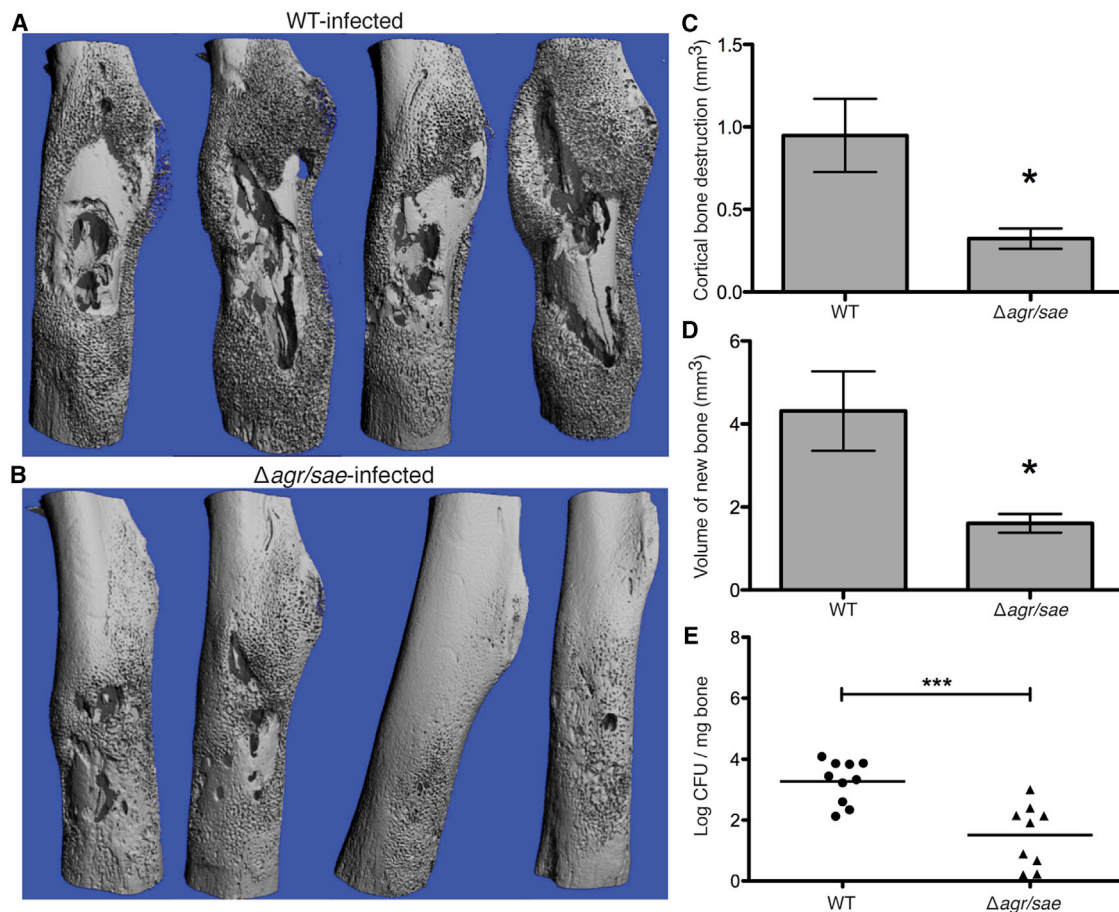 A
WT-infected
B
Δagr/sae-infected
C
Cortical bone destruction (mm³)
1.5
1.0
0.5
0.0
*
WT
Δagr/sae
D
Volume of new bone (mm³)
6
4
2
0
*
WT
Δagr/sae
E
Log CFU / mg bone
8
6
4
2
0
***
WT
Δagr/sae